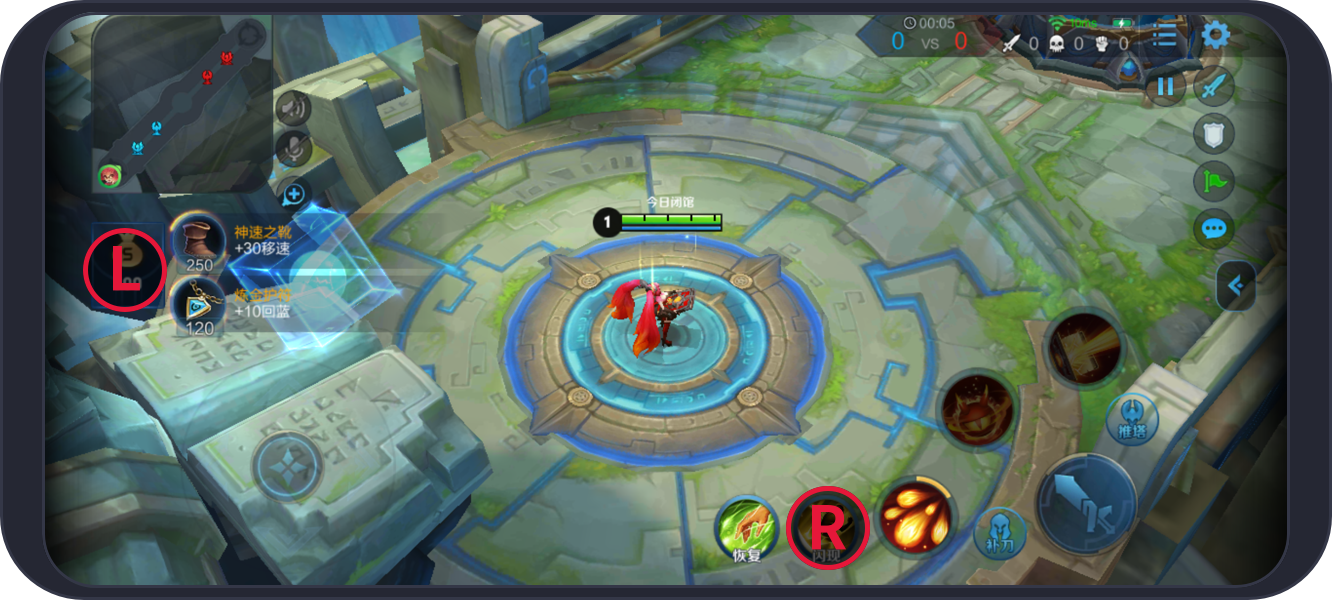 00:05
10ms
0 VS 0
0 0 0
今日闭馆
1
神速之靴
+30移速
250
L
炼金护符
+10回蓝
120
推塔
恢复
R
闪现
补刀